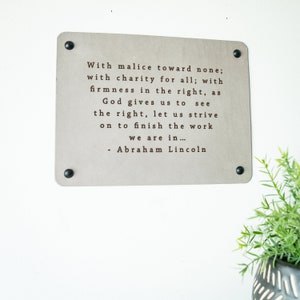 With malice toward none;
with charity for all; with
firmness in the right, as
God gives us to see
the right, let us strive
on to finish the work
we are in…
- Abraham Lincoln